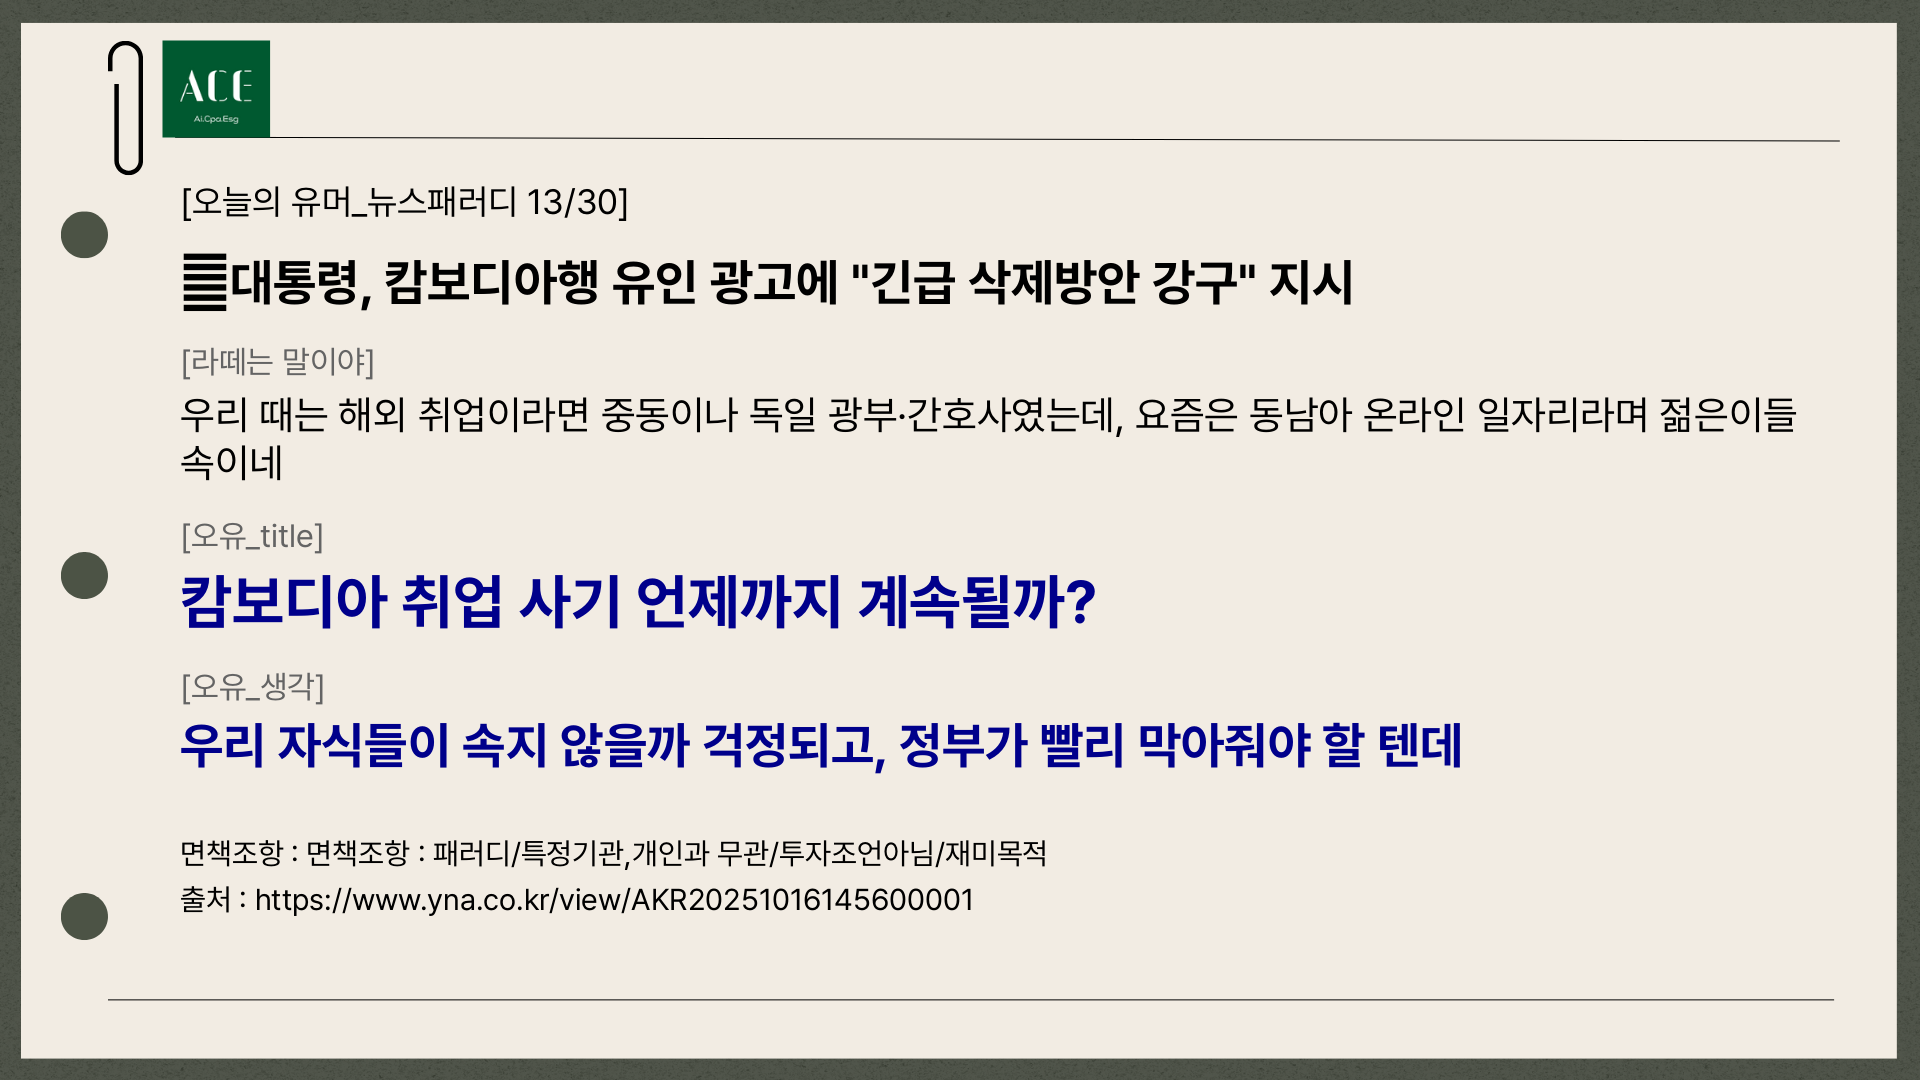 ACE
Ai.Cpa.Esg
[오늘의 유머_뉴스패러디 13/30]
䷁대통령, 캄보디아행 유인 광고에 "긴급 삭제방안 강구" 지시
[라떼는 말이야]
우리 때는 해외 취업이라면 중동이나 독일 광부·간호사였는데, 요즘은 동남아 온라인 일자리라며 젊은이들
속이네
[오유_title]
캄보디아 취업 사기 언제까지 계속될까?
[오유_생각]
우리 자식들이 속지 않을까 걱정되고, 정부가 빨리 막아줘야 할 텐데
면책조항 : 면책조항 : 패러디/특정기관,개인과 무관/투자조언아님/재미목적
출처 : https://www.yna.co.kr/view/AKR20251016145600001